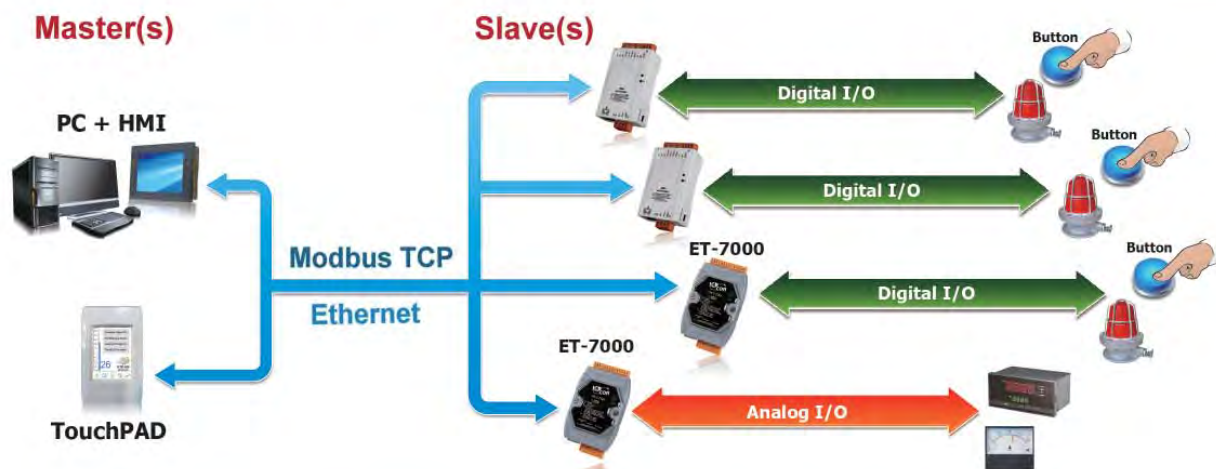 Master(s)
Slave(s)
Button
Digital I/O
PC + HMI
Button
Digital I/O
ET-7000
Button
Modbus TCP
Ethernet
Digital I/O
ET-7000
26
Analog I/O
TouchPAD